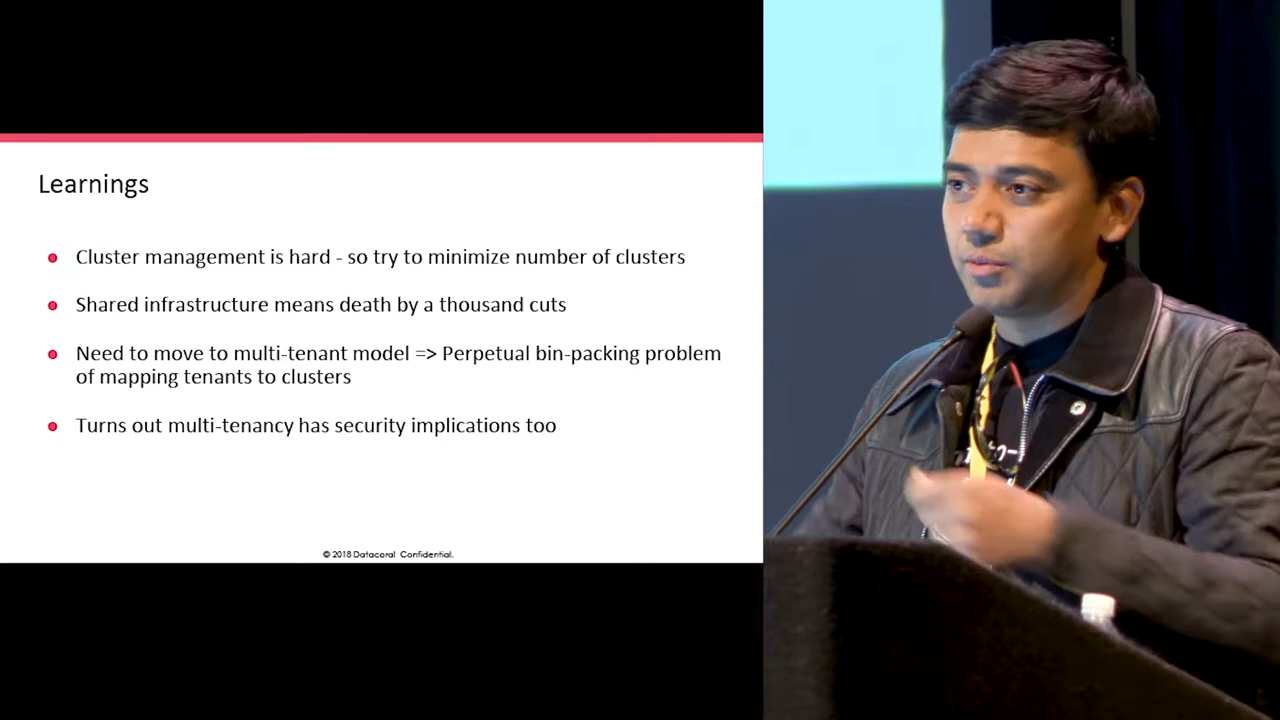 Learnings
Cluster management is hard - so try to minimize number of clusters
Shared infrastructure means death by a thousand cuts
Need to move to multi-tenant model => Perpetual bin-packing problem
of mapping tenants to clusters
Turns out multi-tenancy has security implications too
© 2018 Datacoral Confidential.